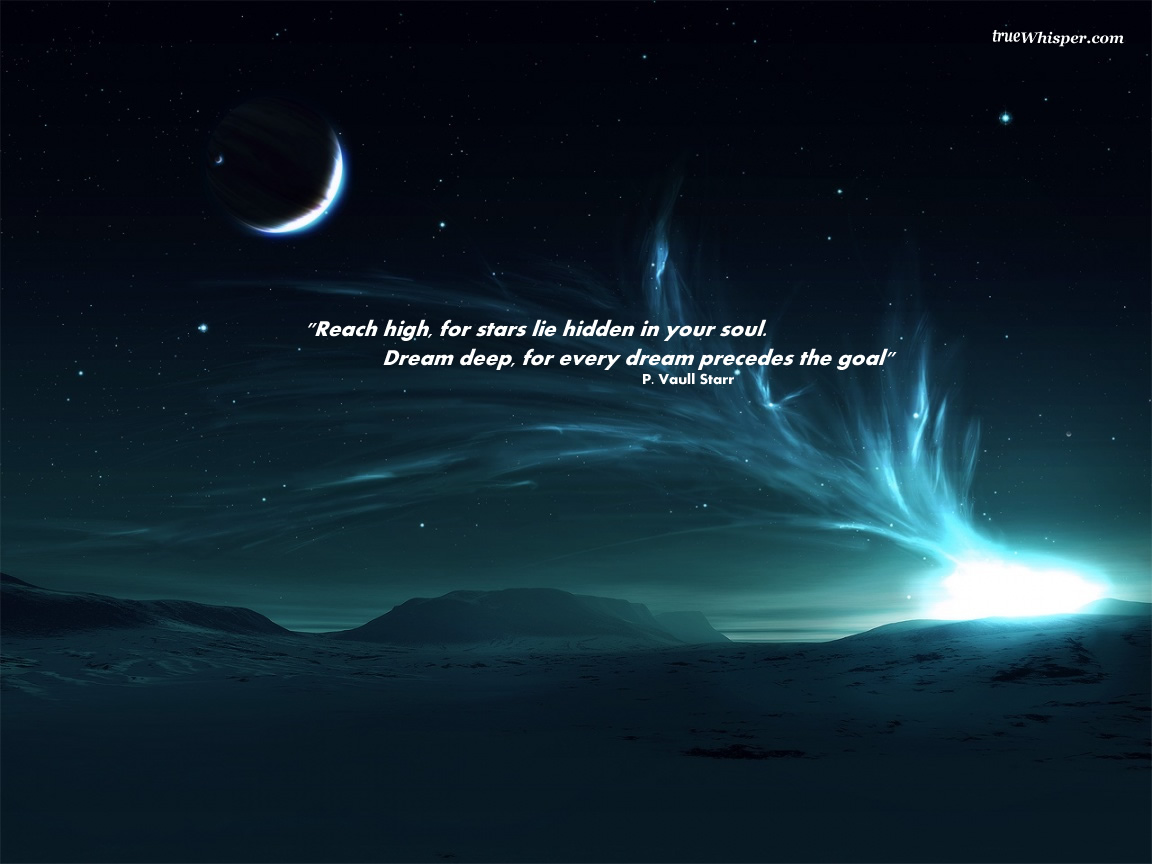 trueWhisper.com
"Reach high, for stars lie hidden in your soul.
Dream deep, for every dream precedes the goal"
P. Vaull Starr